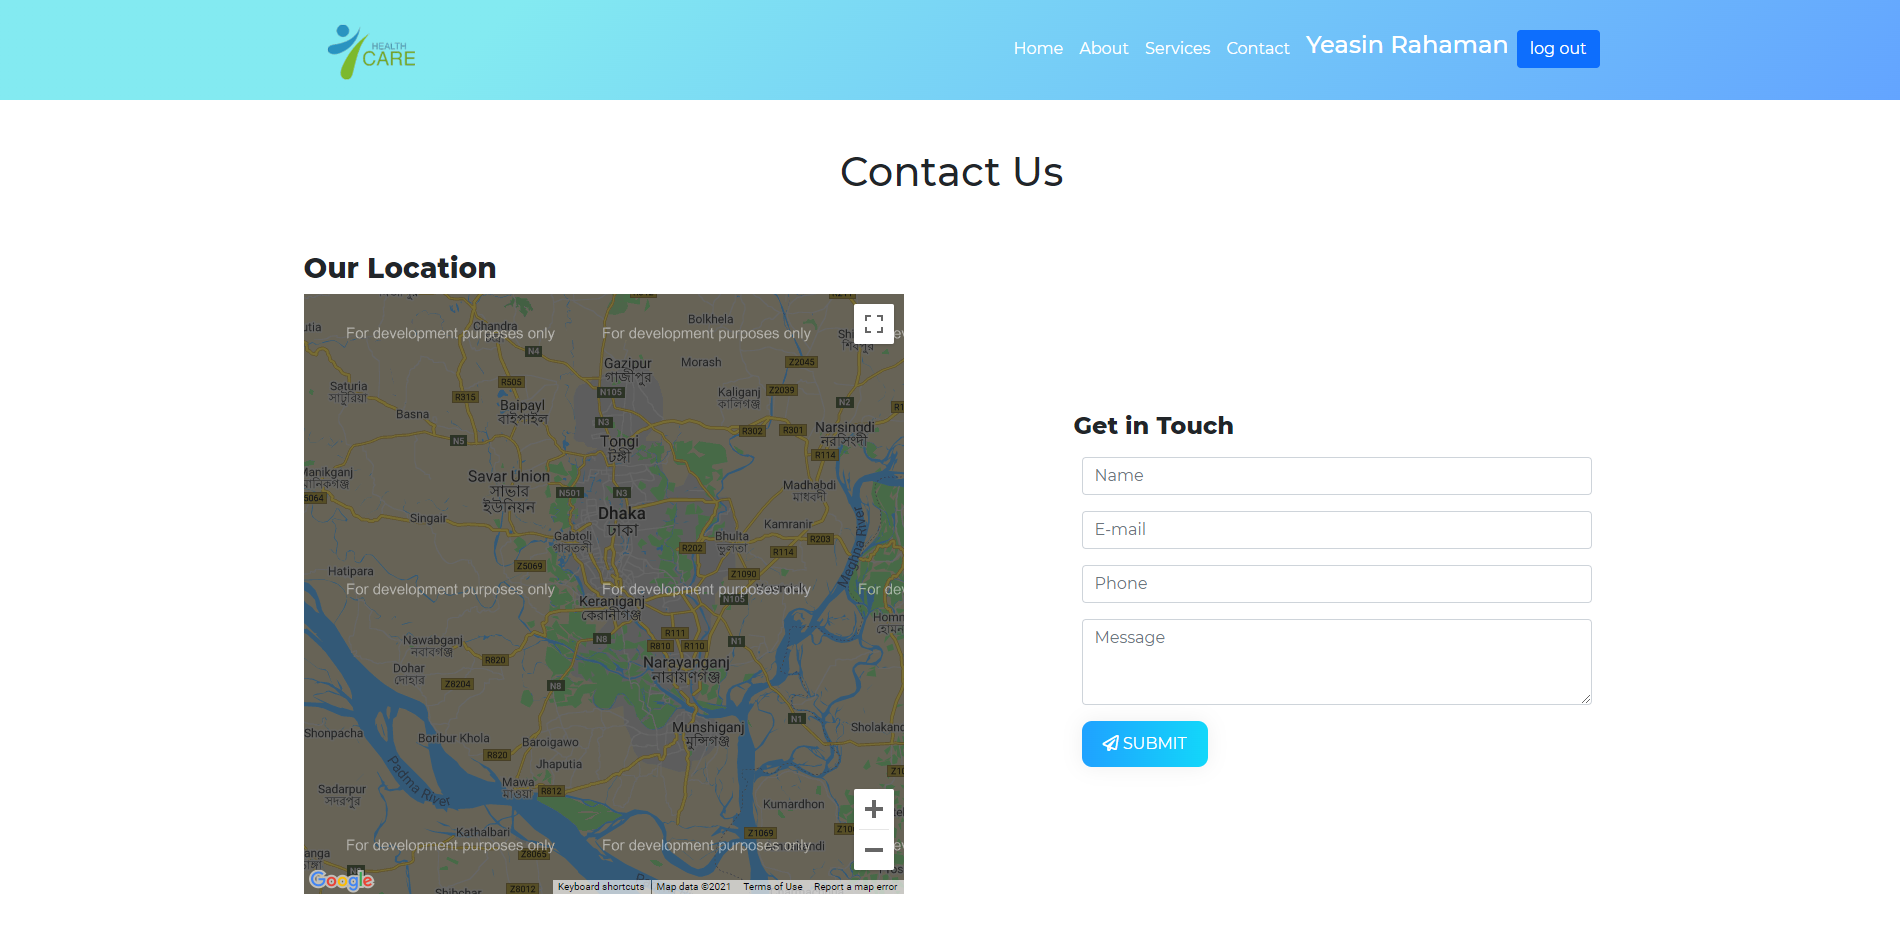 HEALTH
CARE
Home About Services Contact Yeasin Rahaman log out
Contact Us
Our Location
For development purposes only
For development purposes only
Chandra
Bolkhela
N4
Gazipur
গাজীপুর
Morash
Z2045
Saturia
সাটুরিয়া
R505
R315
N105
Kaliganj
কালিগঞ্জ
Z2039
N2
Basna
Baipayl
বাইপাইল
N3
R302
R301
Narsingdi
নরসিংদী
N5
Tongi
টঙ্গী
R114
Manikganj
মানিকগঞ্জ
Savar Union
সাভার
ইউনিয়ন
N501
N3
Madhabdi
মাধবদী
Singair
Dhaka
ঢাকা
Kamranir
Gabtoli
গাবতলী
Bhulta
ভুলতা
R203
R202
R114
Meghna River
Hatipara
Z5069
Z1090
For development purposes only
For development purposes only
For de
Keraniganj
কেরানীগঞ্জ
N105
Nawabganj
নবাবগঞ্জ
N8
R111
N1
R820
R810
R110
Dohar
দোহার
Narayanganj
নারায়ণগঞ্জ
Z8204
N8
N1
Munshiganj
মুন্সিগঞ্জ
Sholakand
Shonpacha
Boribur Khola
Baroigawo
R820
Jhaputia
Padma River
Mawa
মাওয়া
R812
Sadarpur
সদরপুর
Kumardhon
Kathalbari
Z1069
For development purposes only
For development purposes only
Z8065
Google
Shibchar
Z8012
Keyboard shortcuts
Map data ©2021
Terms of Use
Report a map error
Get in Touch
Name
E-mail
Phone
Message
SUBMIT